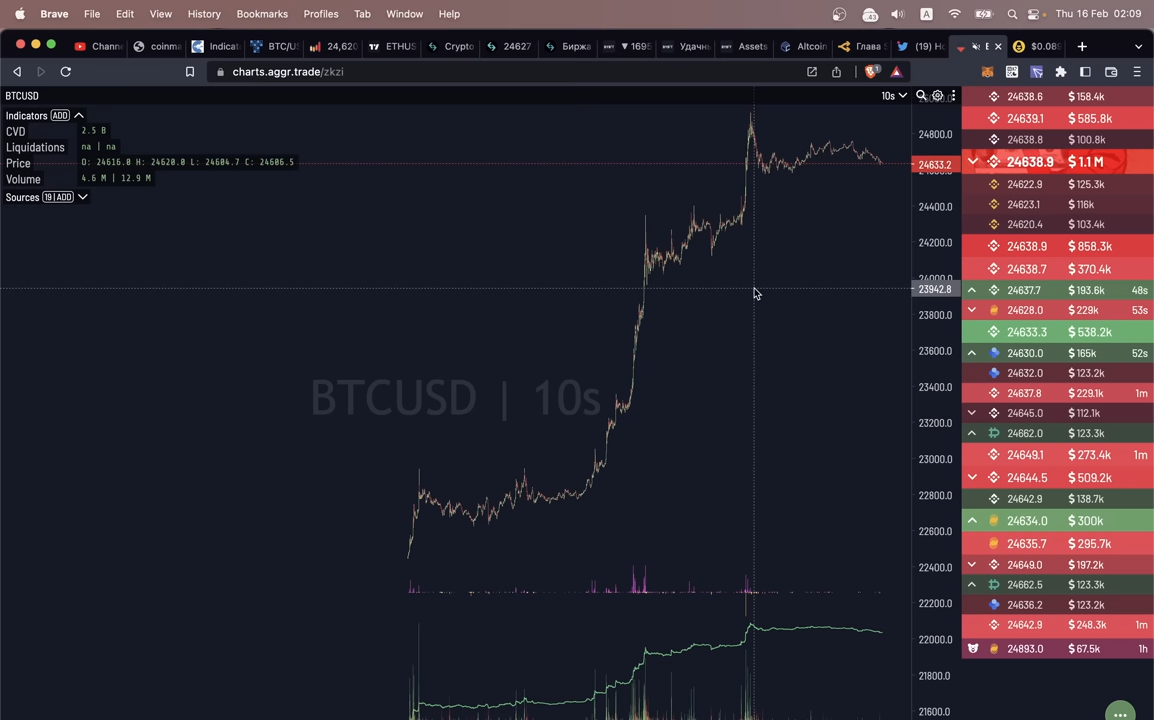 Brave File Edit View History Bookmarks Profiles Tab Window Help 43 A Thu 16 Feb 02:09
Chann coinma Indicat BTC/U 24,620 ETHUS Crypto 24627 Биржа ▼ 1695 Удачн Assets Altcoin Глава (19) Но $0.089
charts.aggr.trade/zkzi
BTCUSD 10s
Indicators ADD
CVD 2.5 B
Liquidations na | na
Price O: 24616.0 H: 24620.0 L: 24604.7 C: 24606.5
Volume 4.6 M | 12.9 M
Sources 19 | ADD
BTCUSD | 10s
24800.0
24633.2
24400.0
24200.0
24000.0
23942.8
23800.0
23600.0
23400.0
23200.0
23000.0
22800.0
22600.0
22400.0
22200.0
22000.0
21800.0
21600.0
24638.6 $ 158.4k
24639.1 $ 585.8k
24638.8 $ 100.8k
24638.9 $ 1.1 M
24622.9 $ 125.3k
24623.1 $ 116k
24620.4 $ 103.4k
24638.9 $ 858.3k
24638.7 $ 370.4k
24637.7 $ 193.6k 48s
24628.0 $ 229k 53s
24633.3 $ 538.2k
24630.0 $ 165k 52s
24632.0 $ 123.2k
24637.8 $ 229.1k 1m
24645.0 $ 112.1k
24662.0 $ 123.3k
24649.1 $ 273.4k 1m
24644.5 $ 509.2k
24642.9 $ 138.7k
24634.0 $ 300k
24635.7 $ 295.7k
24649.0 $ 197.2k
24662.5 $ 123.3k
24636.2 $ 123.2k
24642.9 $ 248.3k 1m
24893.0 $ 67.5k 1h